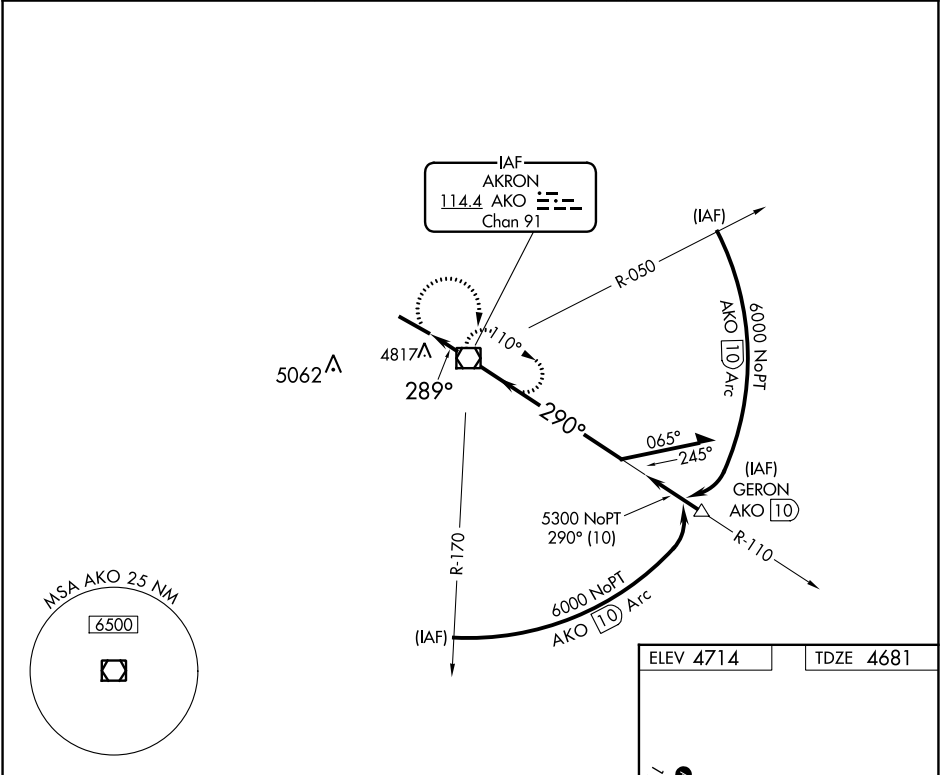 IAF
AKRON
114.4 AKO
Chan 91
(IAF)
R-050
6000 NoPT
AKO 10 Arc
110°
4817
5062
289°
290°
065°
245°
(IAF)
GERON
AKO 10
5300 NoPT
290° (10)
R-110
R-170
6000 NoPT
AKO 10 Arc
(IAF)
MSA AKO 25 NM
6500
ELEV 4714
TDZE 4681